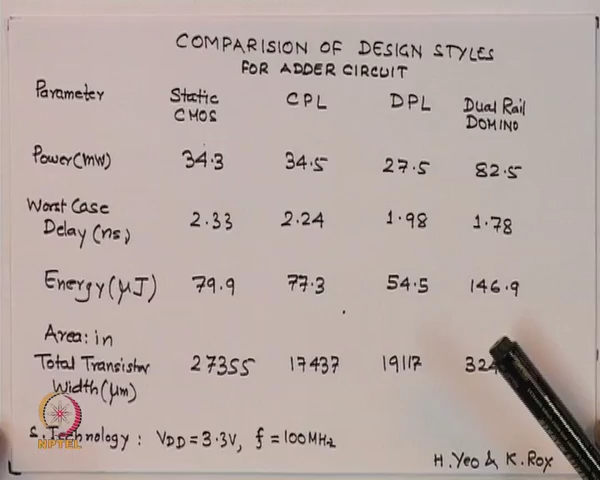 COMPARISION OF DESIGN STYLES
FOR ADDER CIRCUIT
Parameter Static CPL DPL Dual Rail
CMOS DOMINO
Power(mW) 34.3 34.5 27.5 82.5
Worst Case
Delay (ns) 2.33 2.24 1.98 1.78
Energy(μJ) 79.9 77.3 54.5 146.9
Area: in
Total Transistor 27355 17437 19117
Width(μm)
Technology: VDD=3.3V, f=100MHz
H. Yeo & K. Roy
NPTEL